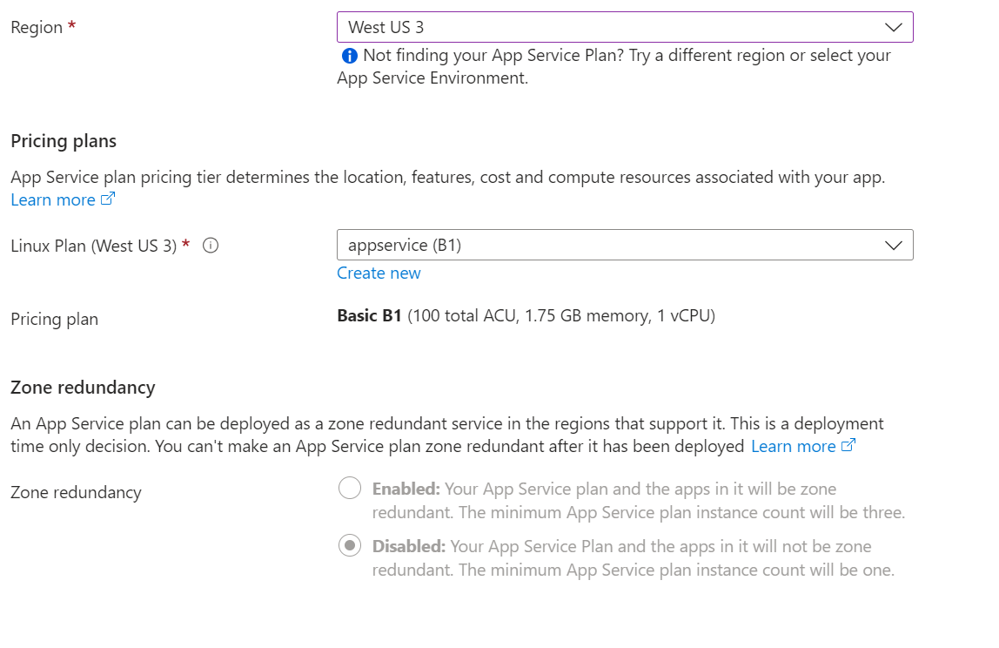 Region *
West US 3
Not finding your App Service Plan? Try a different region or select your
App Service Environment.
Pricing plans
App Service plan pricing tier determines the location, features, cost and compute resources associated with your app.
Learn more
Linux Plan (West US 3) *
appservice (B1)
Create new
Pricing plan
Basic B1 (100 total ACU, 1.75 GB memory, 1 vCPU)
Zone redundancy
An App Service plan can be deployed as a zone redundant service in the regions that support it. This is a deployment
time only decision. You can't make an App Service plan zone redundant after it has been deployed Learn more
Zone redundancy
Enabled: Your App Service plan and the apps in it will be zone
redundant. The minimum App Service plan instance count will be three.
Disabled: Your App Service Plan and the apps in it will not be zone
redundant. The minimum App Service plan instance count will be one.